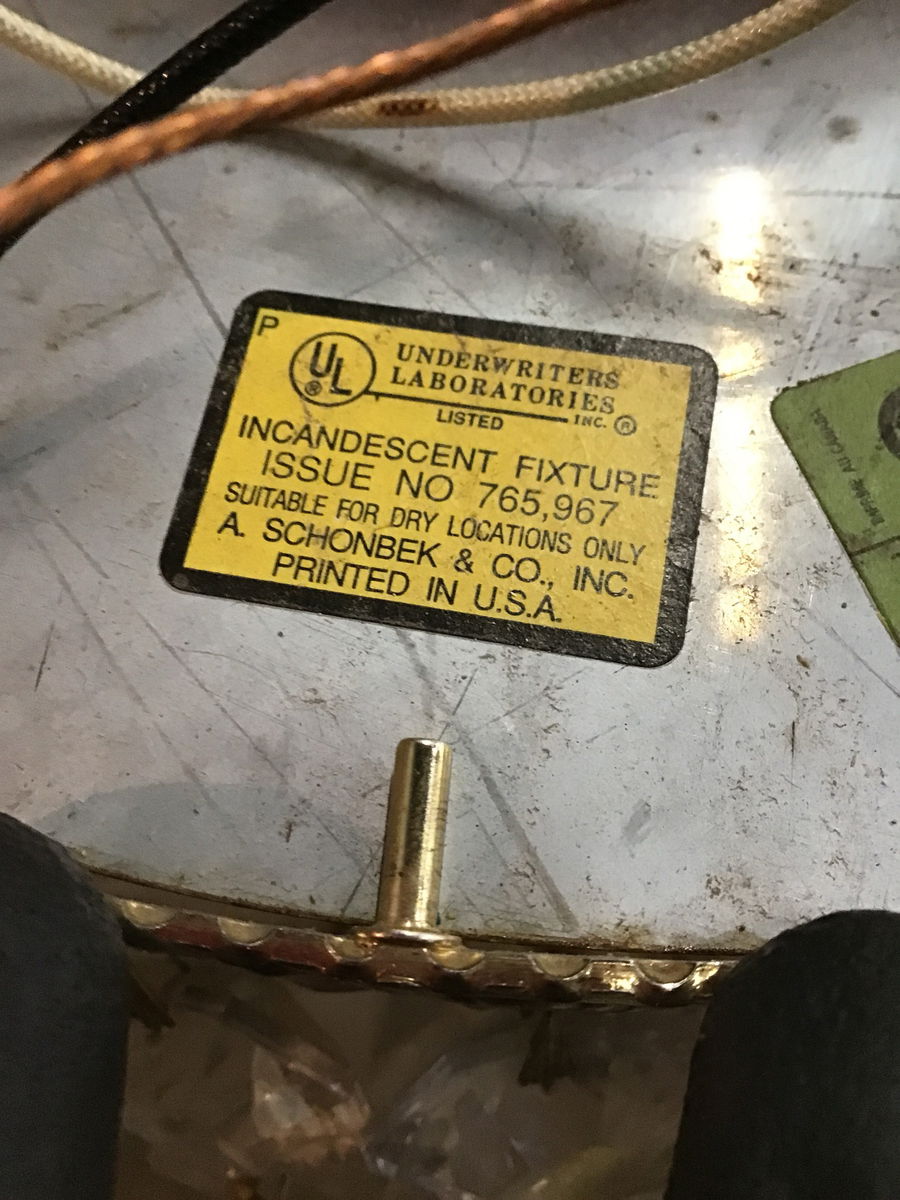 P
UL ®
UNDERWRITERS
LABORATORIES
LISTED INC. ®
INCANDESCENT FIXTURE
ISSUE NO 765,967
SUITABLE FOR DRY LOCATIONS ONLY
A. SCHONBEK & CO., INC.
PRINTED IN U.S.A.